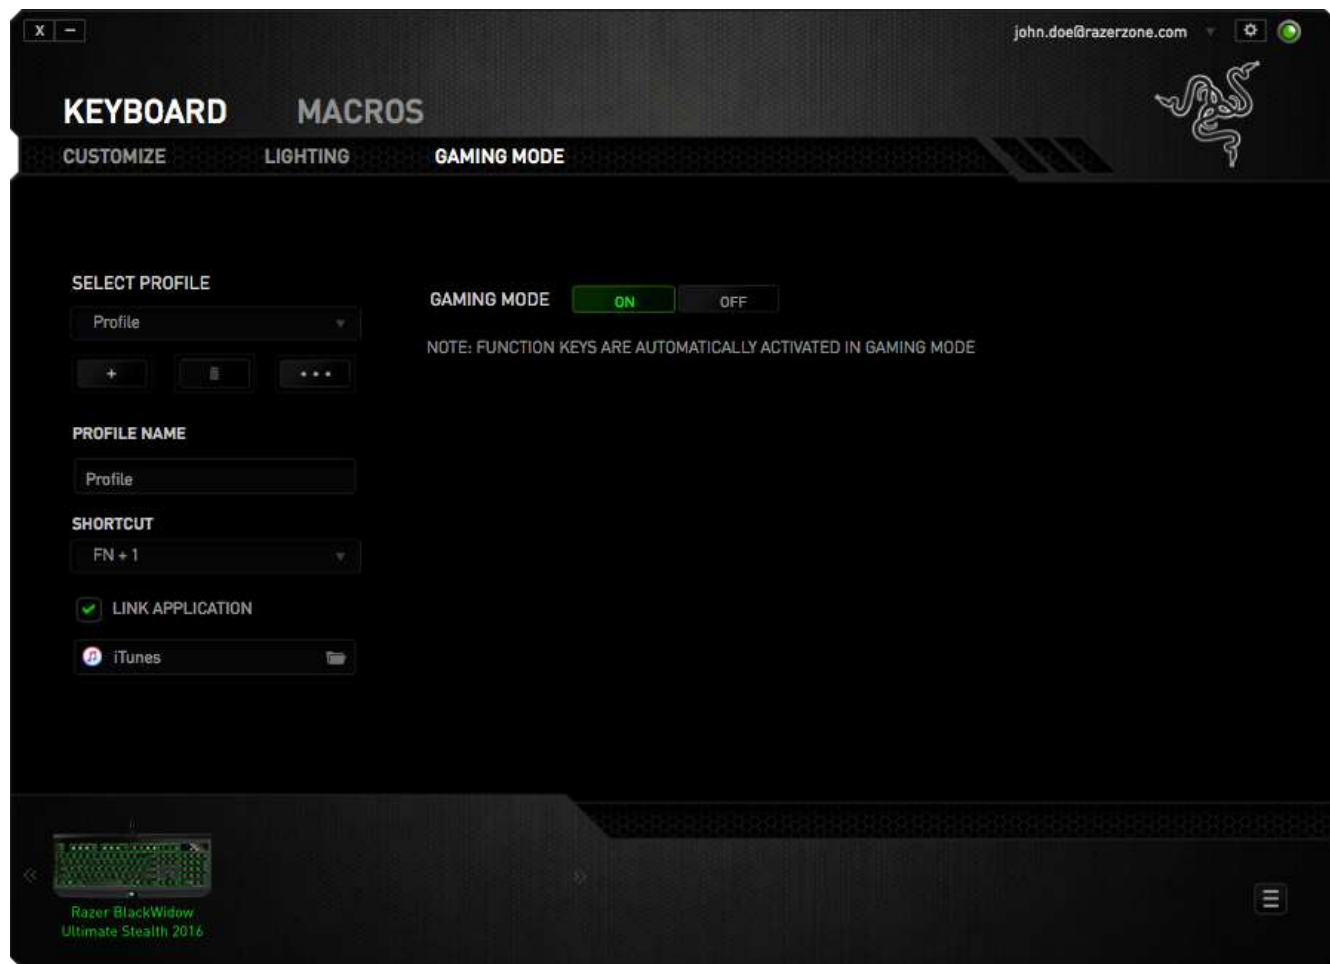 X −
john.doe@razerzone.com
KEYBOARD MACROS
CUSTOMIZE LIGHTING GAMING MODE
SELECT PROFILE
Profile
+
PROFILE NAME
Profile
SHORTCUT
FN + 1
LINK APPLICATION
iTunes
GAMING MODE ON OFF
NOTE: FUNCTION KEYS ARE AUTOMATICALLY ACTIVATED IN GAMING MODE
Razer BlackWidow
Ultimate Stealth 2016